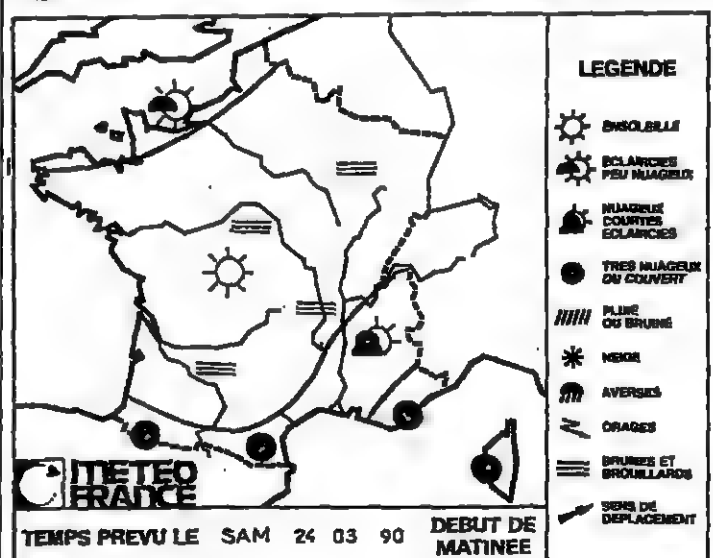 LEGENDE
ENSOLEILLE
ECLAIRCIES
PEU NUAGEUX
NUAGEUX
COURTES
ECLAIRCIES
TRES NUAGEUX
OU COUVERT
PLUIE
OU BRUINE
NEIGE
AVERSES
ORAGES
BRUMES ET
BROUILLARDS
SENS DE
DEPLACEMENT
METEO
FRANCE
TEMPS PREVU LE SAM 24 03 90 DEBUT DE
MATINEE